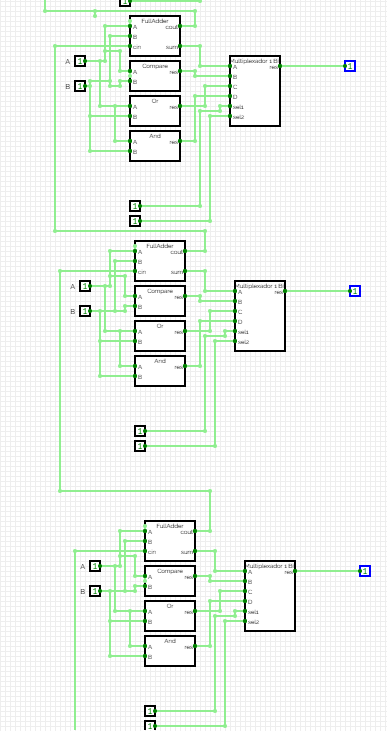 1
FullAdder
A cout
B
cin sum
A 1
Compare
A res
B 1
B
Or
A res
B
And
A res
B
Multiplexador 1 Bi
A res
B
C
D
sel1
sel2
1
1
1
FullAdder
A cout
B
cin sum
A 1
Compare
A res
B 1
B
Or
A res
B
And
A res
B
Multiplexador 1 Bi
A res
B
C
D
sel1
sel2
1
1
1
FullAdder
A cout
B
cin sum
A 1
Compare
A res
B 1
B
Or
A res
B
And
A res
B
Multiplexador 1 Bi
A res
B
C
D
sel1
sel2
1
1
1